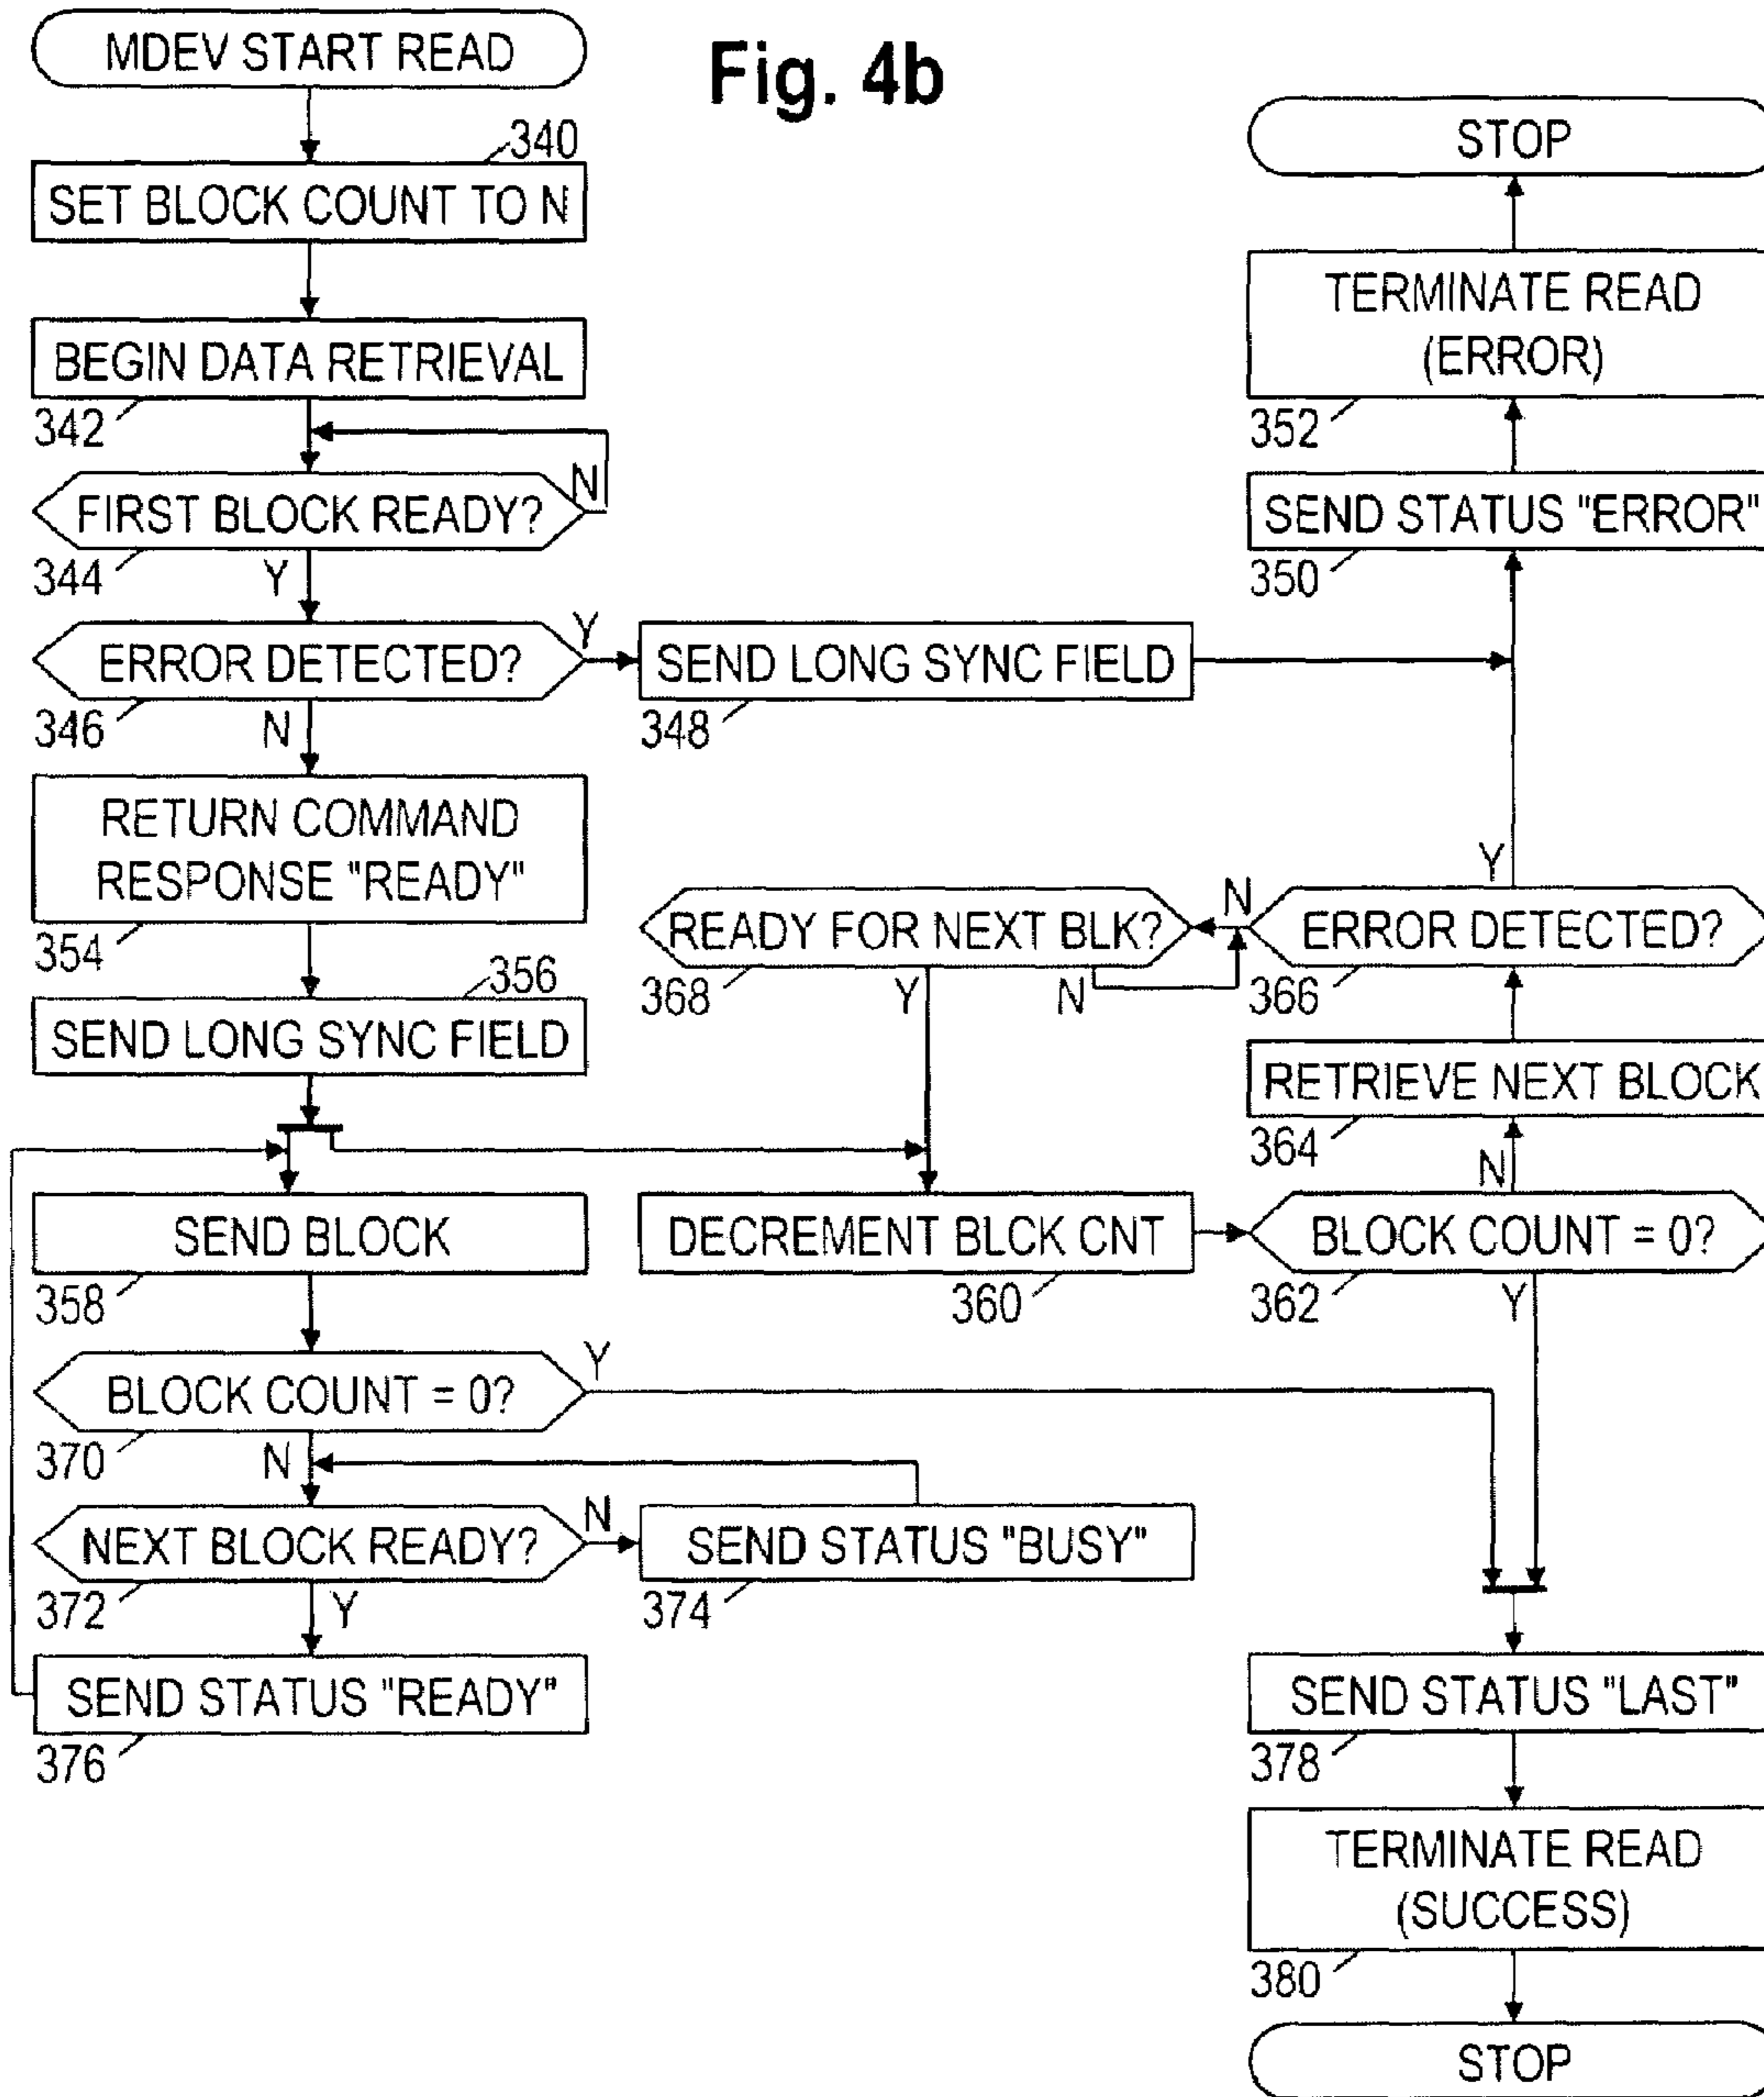 Fig. 4b
MDEV START READ
340
SET BLOCK COUNT TO N
BEGIN DATA RETRIEVAL
342
N
FIRST BLOCK READY?
344
Y
ERROR DETECTED?
Y
346
N
SEND LONG SYNC FIELD
348
RETURN COMMAND
RESPONSE "READY"
354
356
SEND LONG SYNC FIELD
SEND BLOCK
358
BLOCK COUNT = 0?
Y
370
N
NEXT BLOCK READY?
N
372
Y
SEND STATUS "BUSY"
374
SEND STATUS "READY"
376
READY FOR NEXT BLK?
368
Y
N
DECREMENT BLCK CNT
360
STOP
TERMINATE READ
(ERROR)
352
SEND STATUS "ERROR"
350
Y
N
ERROR DETECTED?
366
RETRIEVE NEXT BLOCK
364
N
BLOCK COUNT = 0?
362
Y
SEND STATUS "LAST"
378
TERMINATE READ
(SUCCESS)
380
STOP